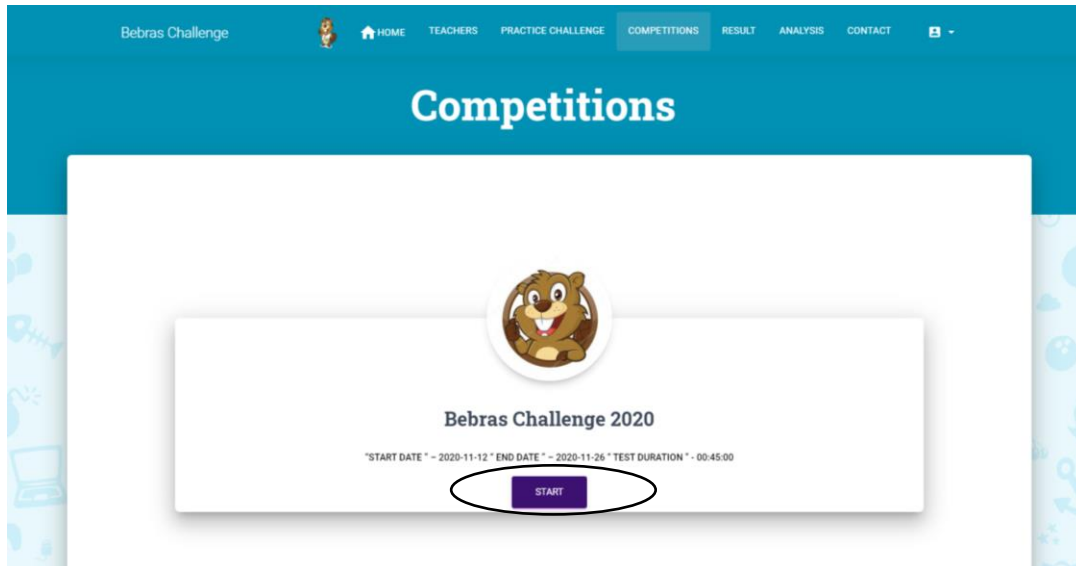 Bebras Challenge HOME TEACHERS PRACTICE CHALLENGE COMPETITIONS RESULT ANALYSIS CONTACT
Competitions
Bebras Challenge 2020
"START DATE " – 2020-11-12 " END DATE " – 2020-11-26 " TEST DURATION " - 00:45:00
START